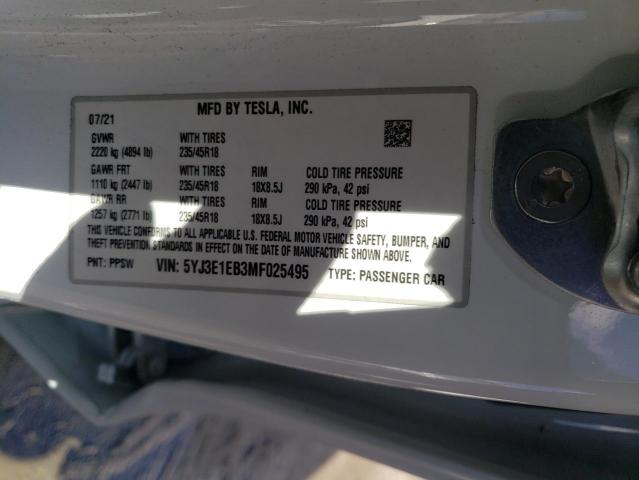 MFD BY TESLA, INC.
07/21
GVWR WITH TIRES
2220 kg (4894 lb) 235/45R18
GAWR FRT WITH TIRES RIM COLD TIRE PRESSURE
1110 kg (2447 lb) 235/45R18 18X8.5J 290 kPa, 42 psi
GAWR RR WITH TIRES RIM COLD TIRE PRESSURE
1257 kg (2771 lb) 235/45R18 18X8.5J 290 kPa, 42 psi
THIS VEHICLE CONFORMS TO ALL APPLICABLE U.S. FEDERAL MOTOR VEHICLE SAFETY, BUMPER, AND
THEFT PREVENTION STANDARDS IN EFFECT ON THE DATE OF MANUFACTURE SHOWN ABOVE.
PNT: PPSW VIN: 5YJ3E1EB3MF025495 TYPE: PASSENGER CAR